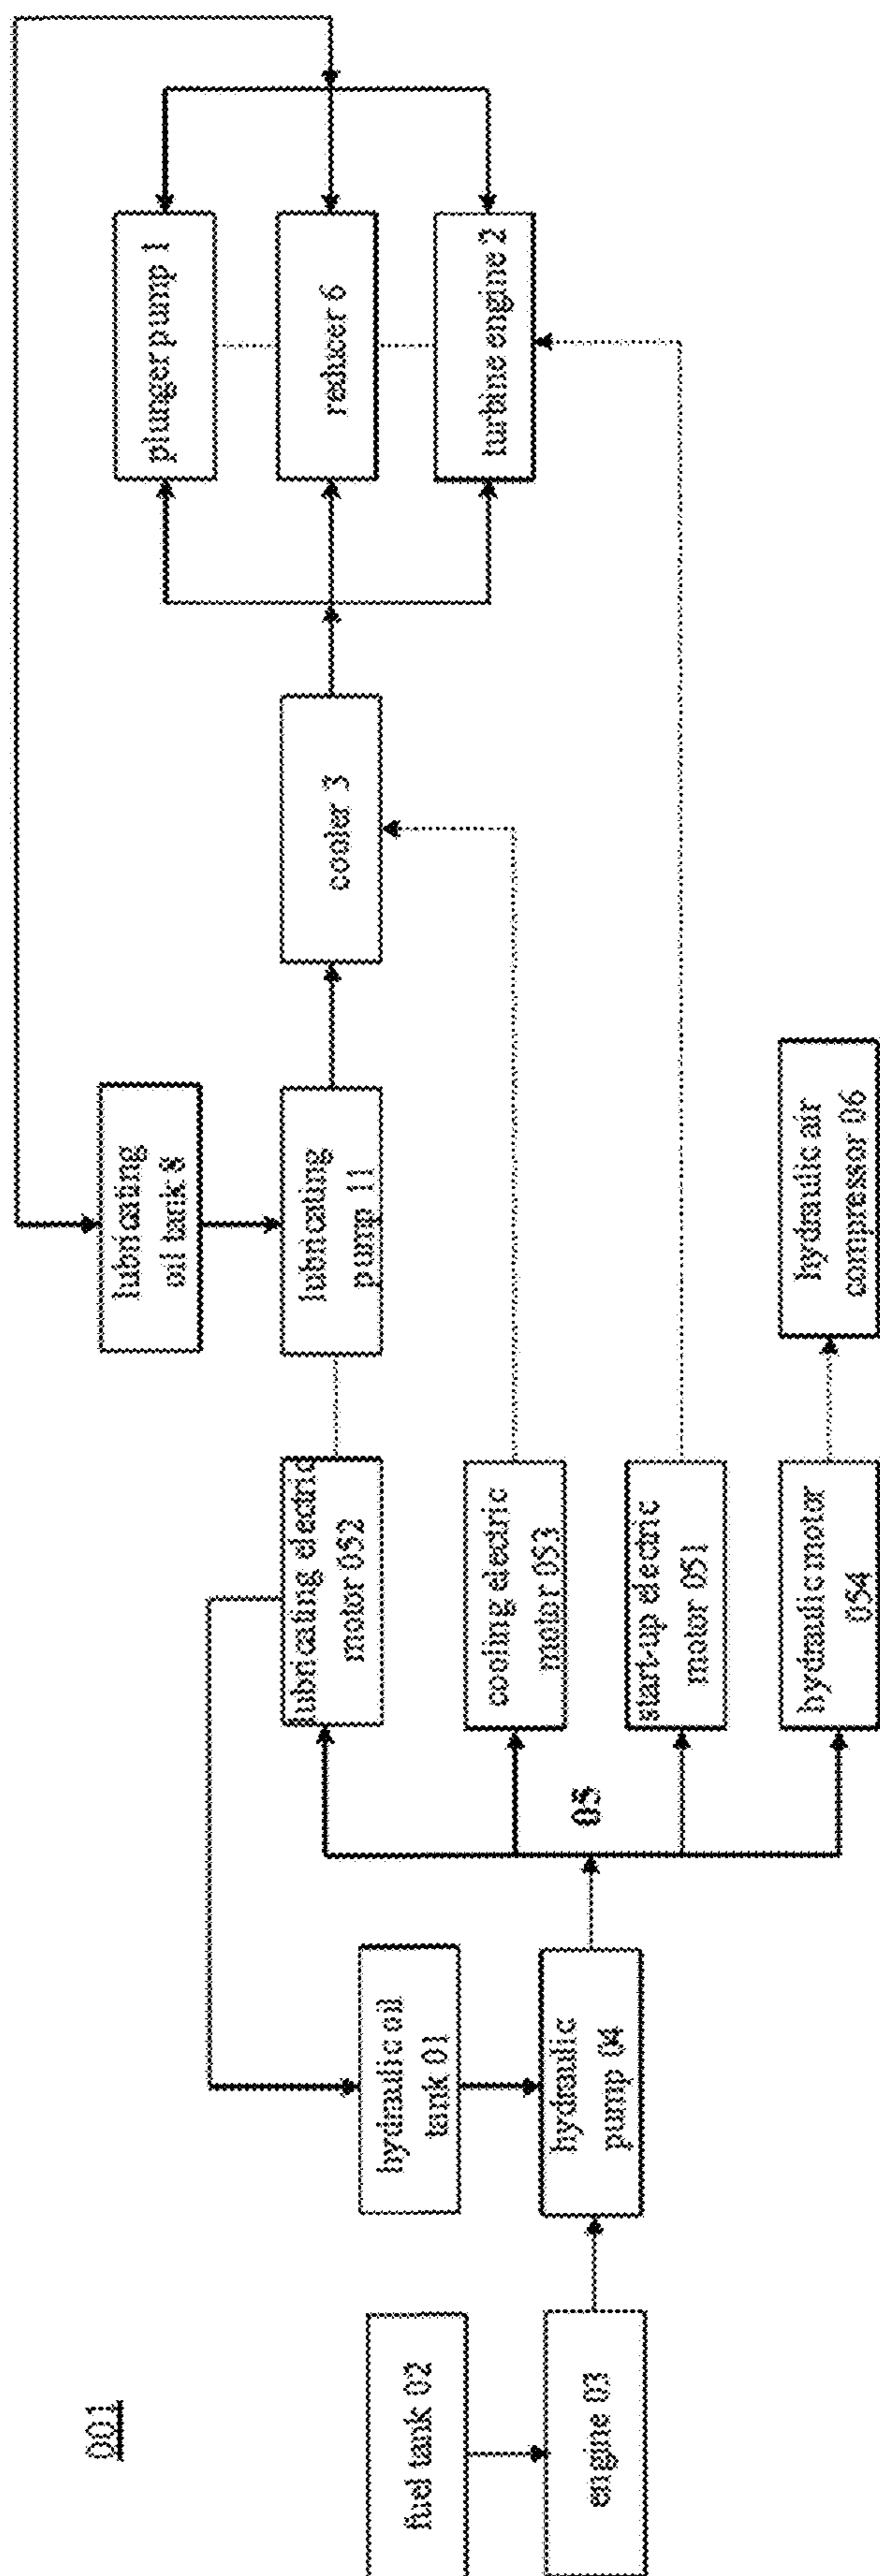 001
fuel tank 02
engine 03
hydraulic oil
tank 01
hydraulic
pump 04
05
lubricating electric
motor 052
cooling electric
motor 053
start-up electric
motor 051
hydraulic motor
054
lubricating
oil tank 8
lubricating
pump 11
hydraulic air
compressor 06
cooler 3
plunger pump 1
reducer 6
turbine engine 2